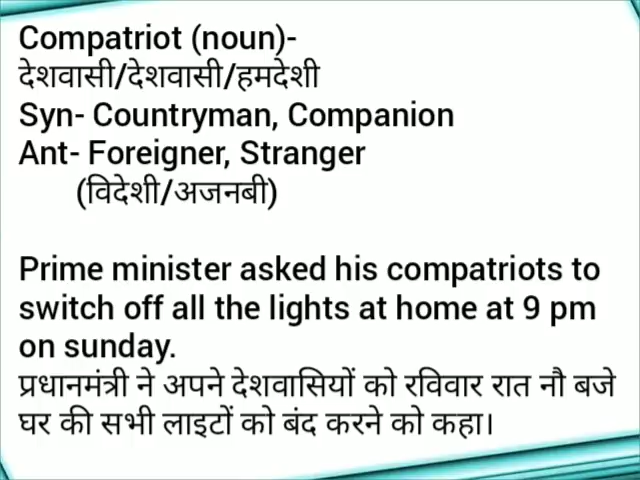 Compatriot (noun)-
देशवासी/देशवासी/हमदेशी
Syn- Countryman, Companion
Ant- Foreigner, Stranger
(विदेशी/अजनबी)
Prime minister asked his compatriots to
switch off all the lights at home at 9 pm
on sunday.
प्रधानमंत्री ने अपने देशवासियों को रविवार रात नौ बजे
घर की सभी लाइटों को बंद करने को कहा।